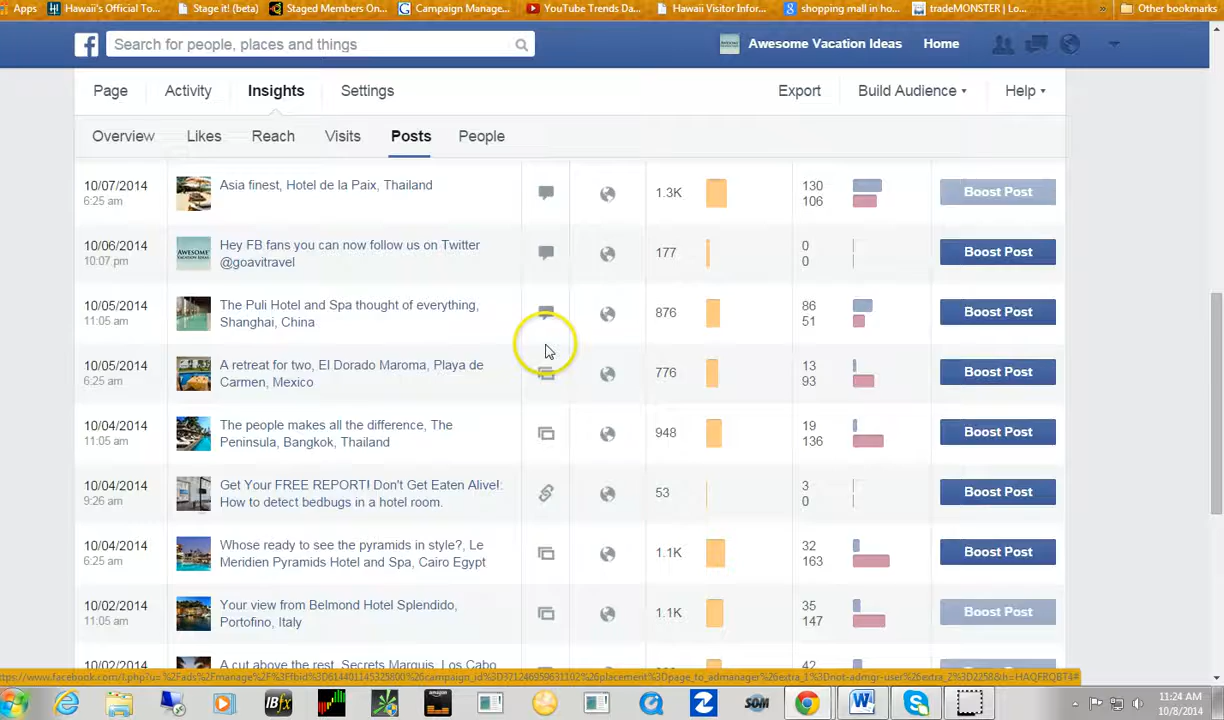 Apps
Hawaii's Official To...
Stage it! (beta)
Staged Members On...
Campaign Manage...
YouTube Trends Da...
Hawaii Visitor Infor...
shopping mall in ho...
tradeMONSTER | Lo...
»
Other bookmarks
Search for people, places and things
Awesome Vacation Ideas
Home
Page
Activity
Insights
Settings
Export
Build Audience
Help
Overview
Likes
Reach
Visits
Posts
People
10/07/2014
6:25 am
Asia finest, Hotel de la Paix, Thailand
1.3K
130
106
Boost Post
10/06/2014
10:07 pm
Hey FB fans you can now follow us on Twitter
@goavitravel
177
0
0
Boost Post
10/05/2014
11:05 am
The Puli Hotel and Spa thought of everything,
Shanghai, China
876
86
51
Boost Post
10/05/2014
6:25 am
A retreat for two, El Dorado Maroma, Playa de
Carmen, Mexico
776
13
93
Boost Post
10/04/2014
11:05 am
The people makes all the difference, The
Peninsula, Bangkok, Thailand
948
19
136
Boost Post
10/04/2014
9:26 am
Get Your FREE REPORT! Don't Get Eaten Alive!:
How to detect bedbugs in a hotel room.
53
3
0
Boost Post
10/04/2014
6:25 am
Whose ready to see the pyramids in style?, Le
Meridien Pyramids Hotel and Spa, Cairo Egypt
1.1K
32
163
Boost Post
10/02/2014
11:05 am
Your view from Belmond Hotel Splendido,
Portofino, Italy
1.1K
35
147
Boost Post
10/02/2014
A cut above the rest, Secrets Marquis, Los Cabo
42
11:24 AM
10/8/2014